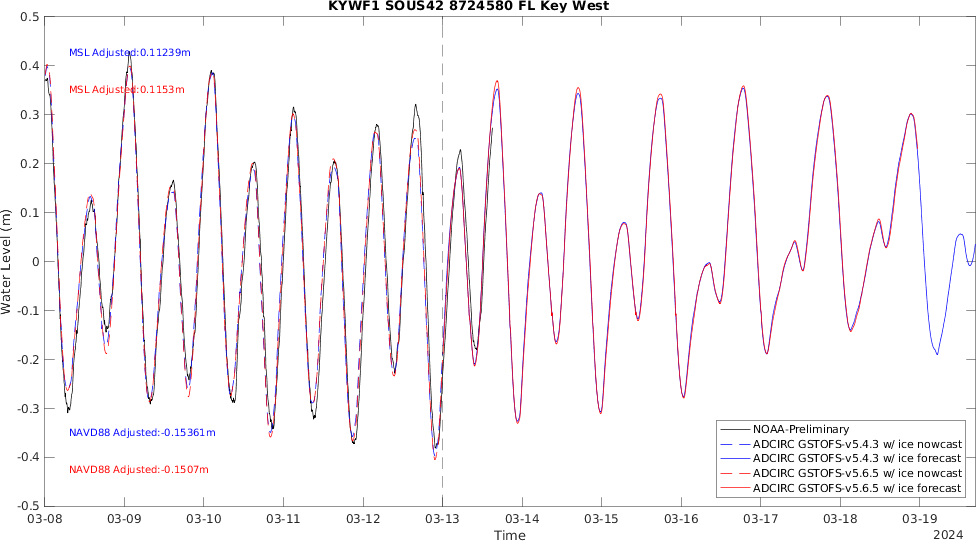 KYWF1 SOUS42 8724580 FL Key West
MSL Adjusted:0.11239m
MSL Adjusted:0.1153m
NAVD88 Adjusted:-0.15361m
NAVD88 Adjusted:-0.1507m
Water Level (m)
0.5
0.4
0.3
0.2
0.1
0
-0.1
-0.2
-0.3
-0.4
-0.5
NOAA-Preliminary
ADCIRC GSTOFS-v5.4.3 w/ ice nowcast
ADCIRC GSTOFS-v5.4.3 w/ ice forecast
ADCIRC GSTOFS-v5.6.5 w/ ice nowcast
ADCIRC GSTOFS-v5.6.5 w/ ice forecast
03-08 03-09 03-10 03-11 03-12 03-13 03-14 03-15 03-16 03-17 03-18 03-19
2024
Time